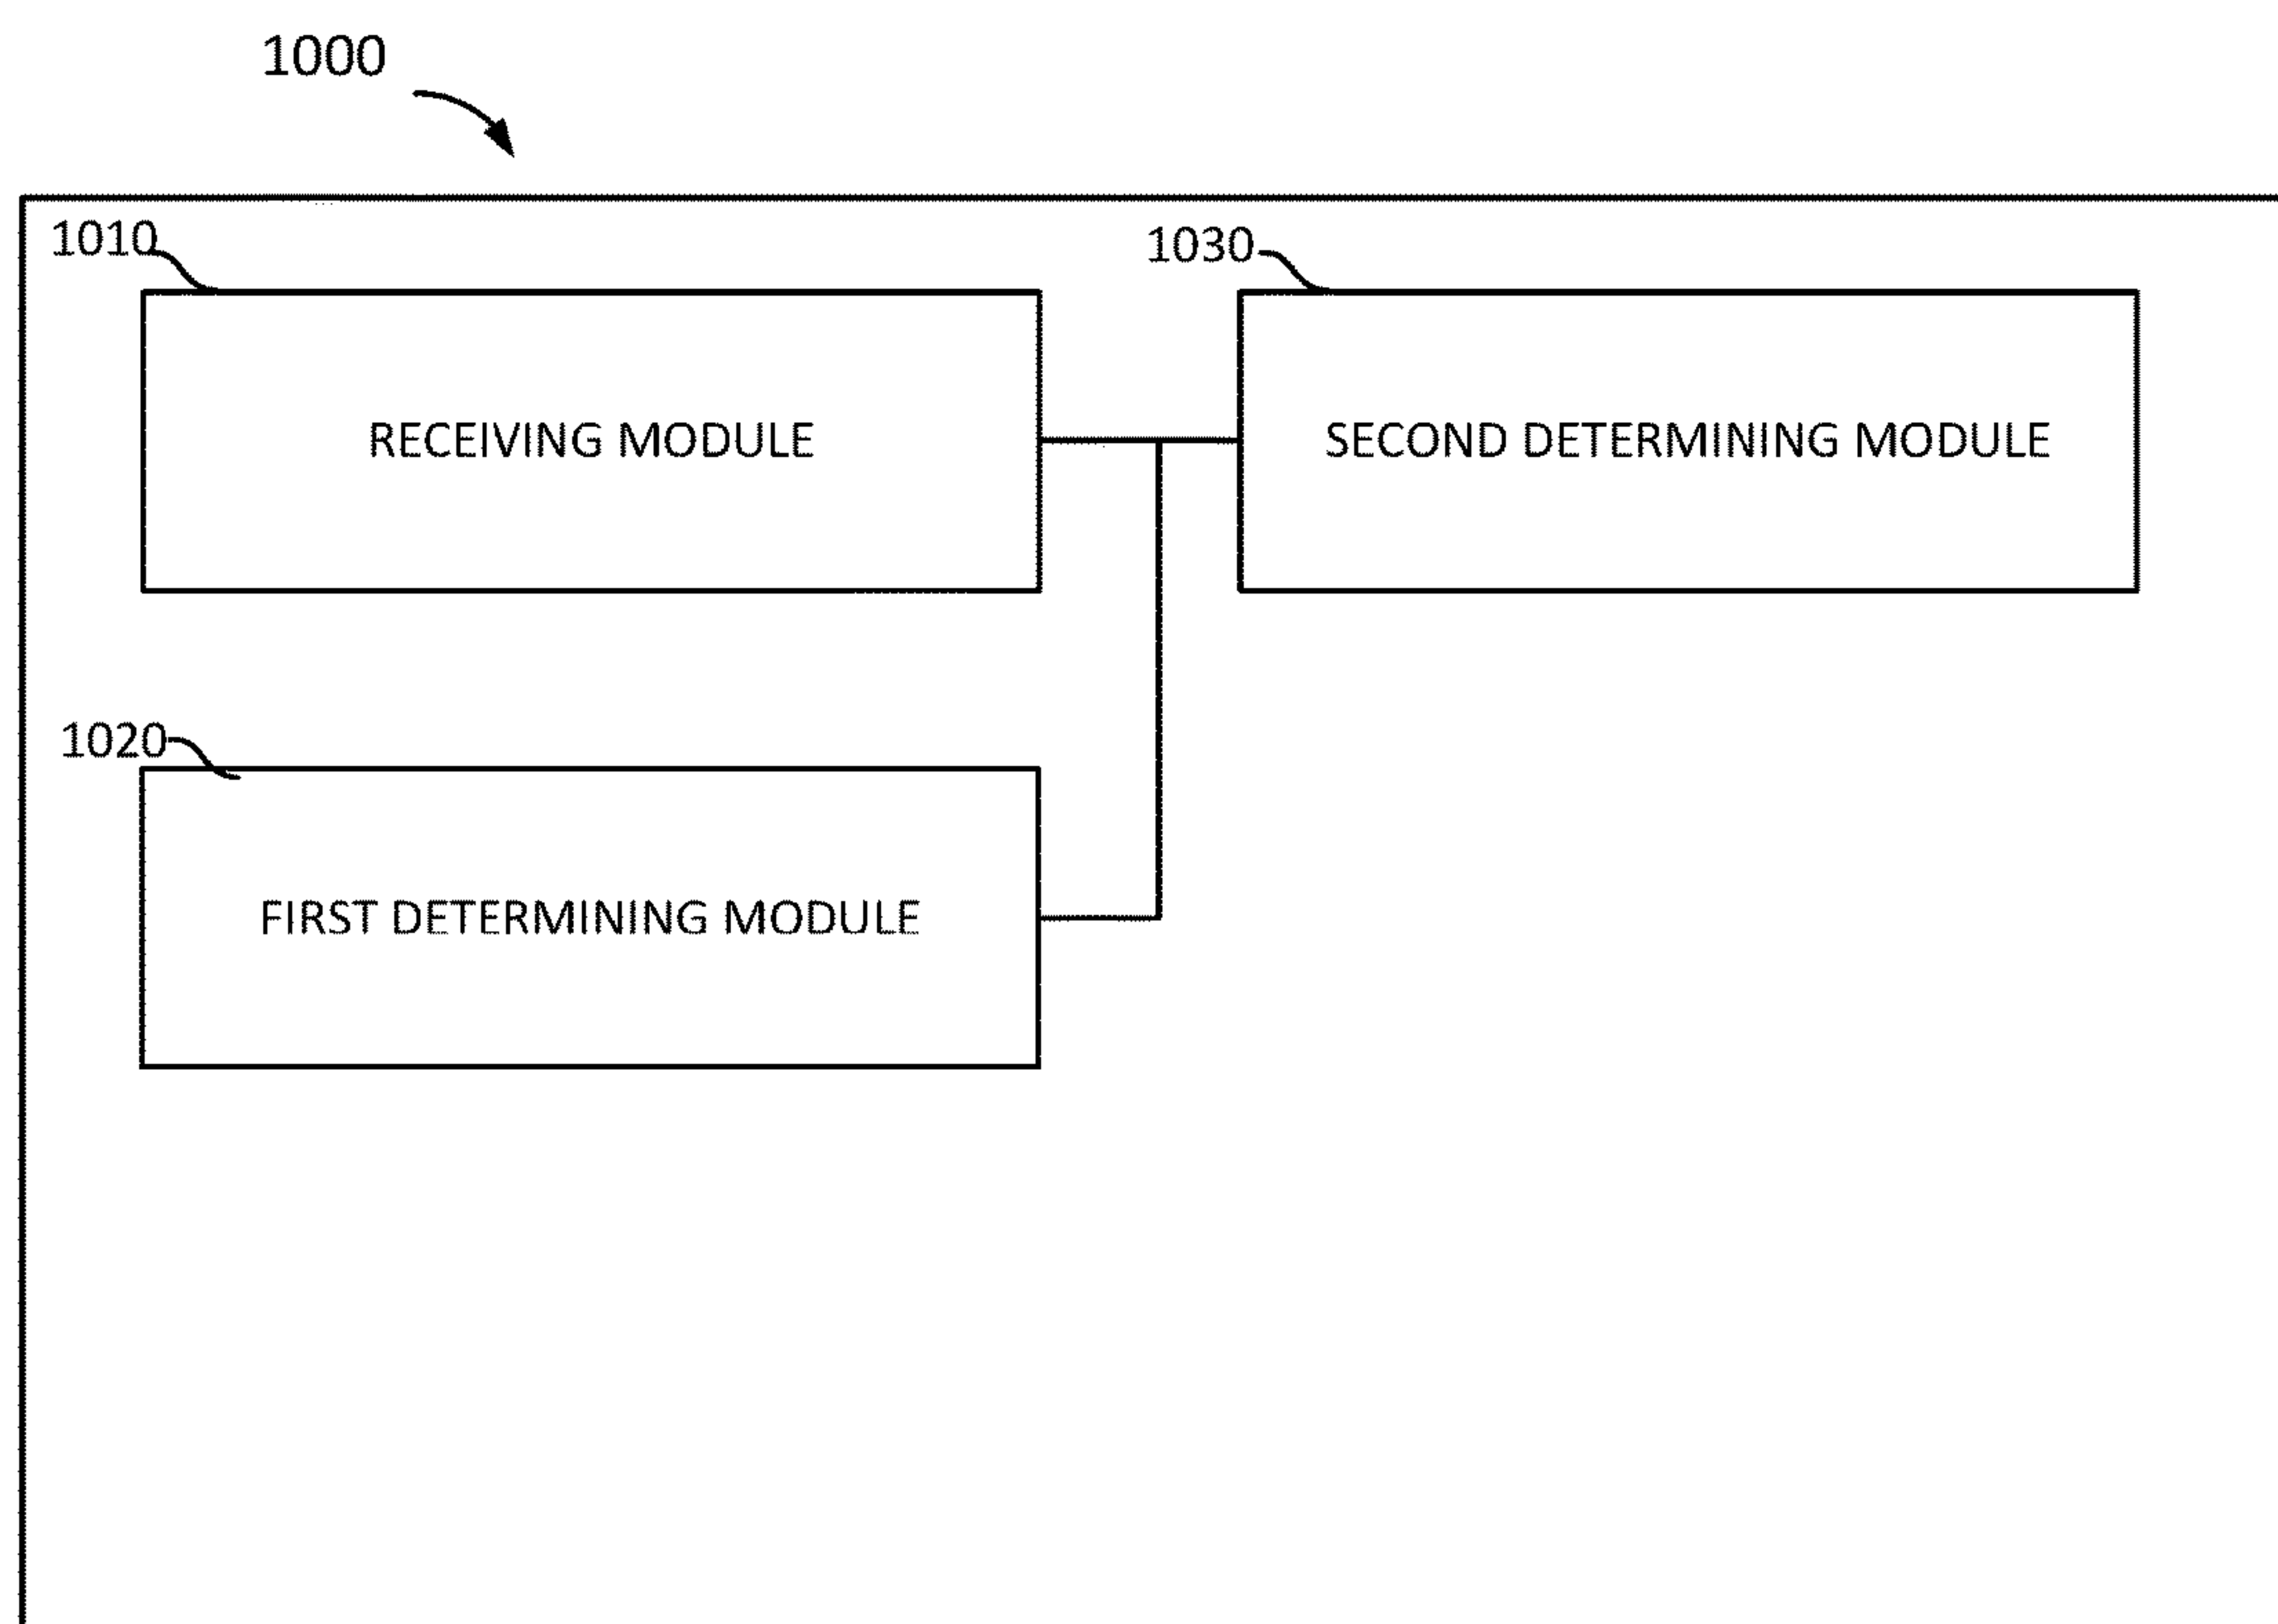 1000
1010
1030
RECEIVING MODULE
SECOND DETERMINING MODULE
1020
FIRST DETERMINING MODULE